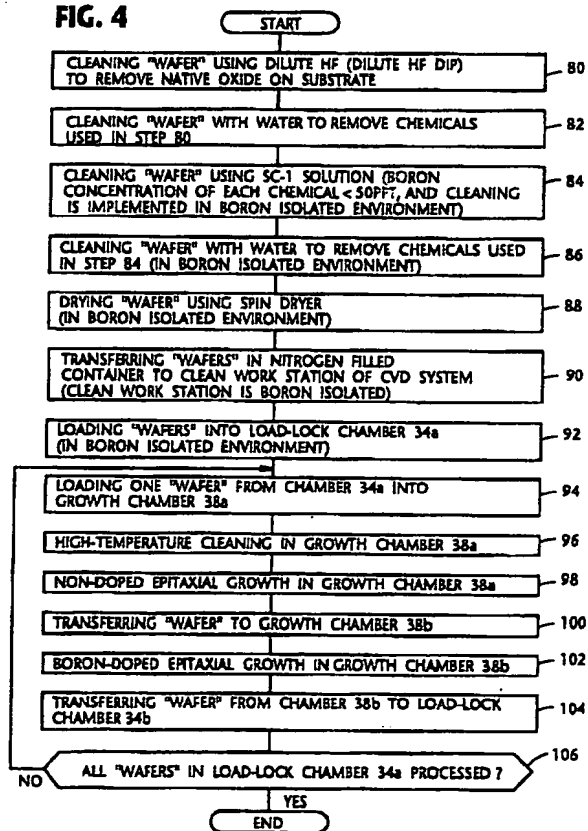 FIG. 4
START
CLEANING "WAFER" USING DILUTE HF (DILUTE HF DIP)
TO REMOVE NATIVE OXIDE ON SUBSTRATE
80
CLEANING "WAFER" WITH WATER TO REMOVE CHEMICALS
USED IN STEP 80
82
CLEANING "WAFER" USING SC-1 SOLUTION (BORON
CONCENTRATION OF EACH CHEMICAL < 50PPT, AND CLEANING
IS IMPLEMENTED IN BORON ISOLATED ENVIRONMENT)
84
CLEANING "WAFER" WITH WATER TO REMOVE CHEMICALS USED
IN STEP 84 (IN BORON ISOLATED ENVIRONMENT)
86
DRYING "WAFER" USING SPIN DRYER
(IN BORON ISOLATED ENVIRONMENT)
88
TRANSFERRING "WAFERS" IN NITROGEN FILLED
CONTAINER TO CLEAN WORK STATION OF CVD SYSTEM
(CLEAN WORK STATION IS BORON ISOLATED)
90
LOADING "WAFERS" INTO LOAD-LOCK CHAMBER 34a
(IN BORON ISOLATED ENVIRONMENT)
92
LOADING ONE "WAFER" FROM CHAMBER 34a INTO
GROWTH CHAMBER 38a
94
HIGH-TEMPERATURE CLEANING IN GROWTH CHAMBER 38a
96
NON-DOPED EPITAXIAL GROWTH IN GROWTH CHAMBER 38a
98
TRANSFERRING "WAFER" TO GROWTH CHAMBER 38b
100
BORON-DOPED EPITAXIAL GROWTH IN GROWTH CHAMBER 38b
102
TRANSFERRING "WAFER" FROM CHAMBER 38b TO LOAD-LOCK
CHAMBER 34b
104
106
ALL "WAFERS" IN LOAD-LOCK CHAMBER 34a PROCESSED ?
NO
YES
END